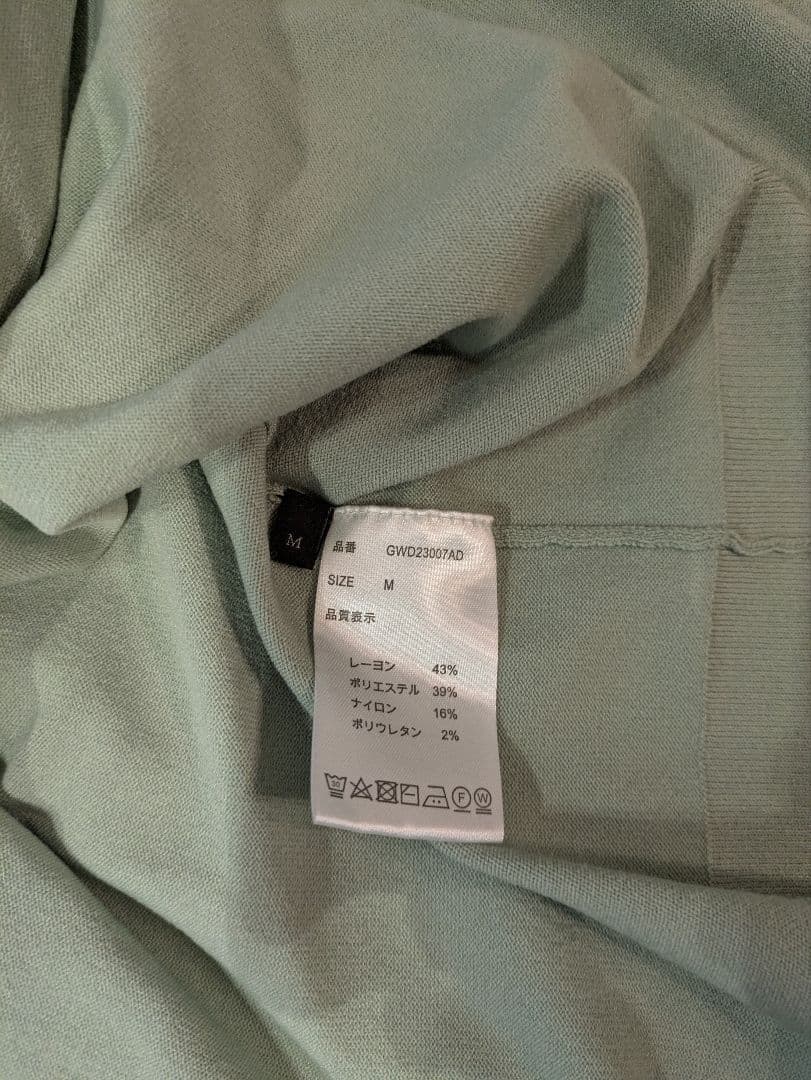 M
品番 GWD23007AD
SIZE M
品質表示
レーヨン 43%
ポリエステル 39%
ナイロン 16%
ポリウレタン 2%
30 F W